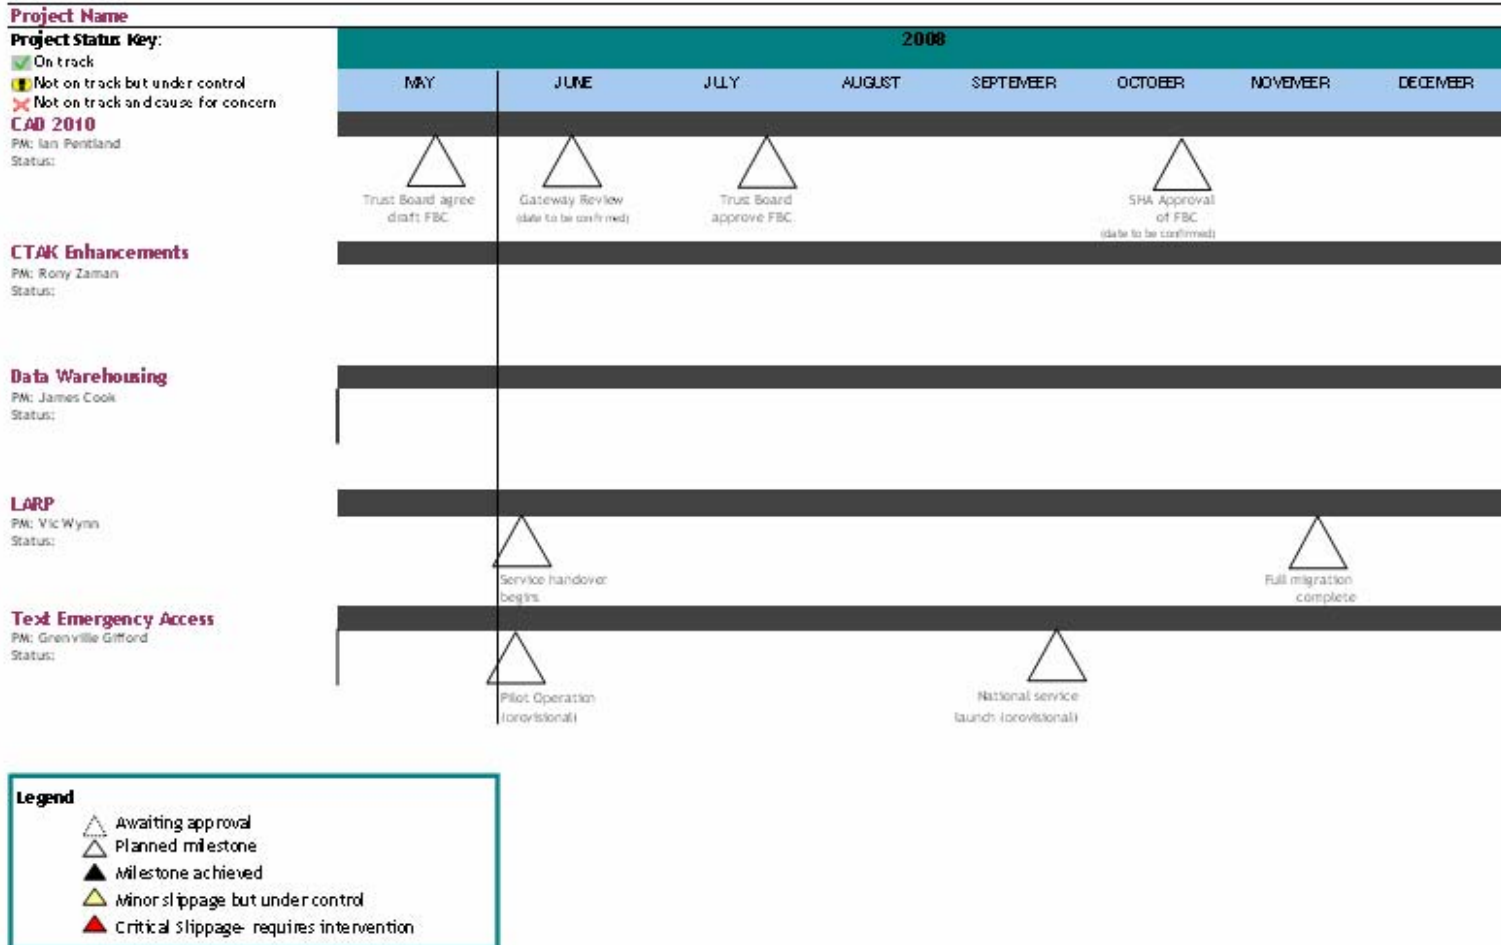 Project Name
Project Status Key:
On track
Not on track but under control
Not on track and cause for concern
2008
MAY JUNE JULY AUGUST SEPTEMBER OCTOBER NOVEMBER DECEMBER
CAD 2010
PM: Ian Pentland
Status:
Trust Board agree
draft FBC
Gateway Review
(date to be confirmed)
Trust Board
approve FBC
SHA Approval
of FBC
(date to be confirmed)
CTAK Enhancements
PM: Rony Zaman
Status:
Data Warehousing
PM: James Cook
Status:
LARP
PM: Vic Wynn
Status:
Service handover
begins
Full migration
complete
Text Emergency Access
PM: Grenville Gifford
Status:
Pilot Operation
(provisional)
National service
launch (provisional)
Legend
Awaiting approval
Planned milestone
Milestone achieved
Minor slippage but under control
Critical Slippage- requires intervention